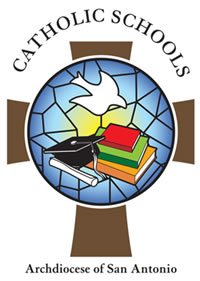 CATHOLIC SCHOOLS
Archdiocese of San Antonio